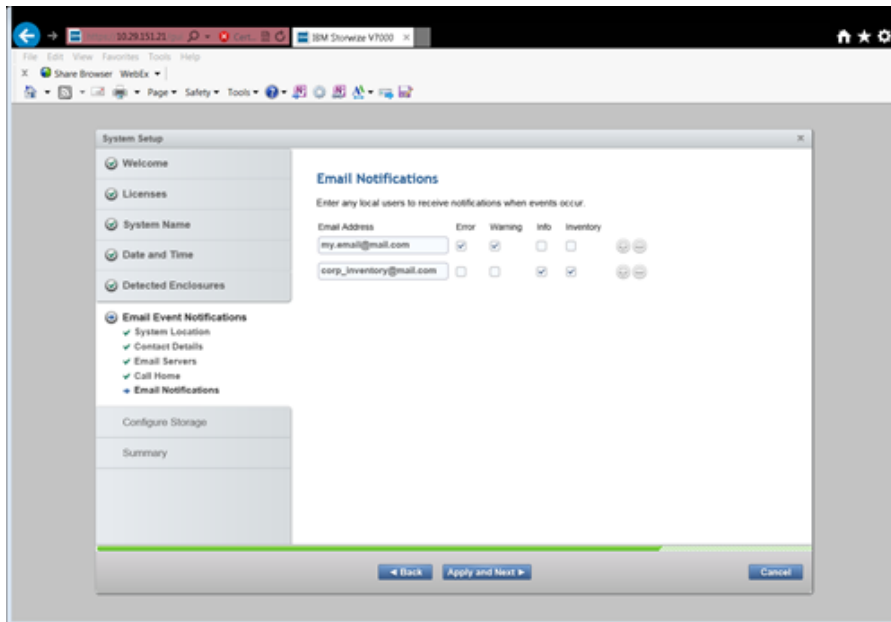 10.29.151.21
Cert...
IBM Storwize V7000
File Edit View Favorites Tools Help
X Share Browser WebEx
Page Safety Tools
System Setup
Welcome
Licenses
System Name
Date and Time
Detected Enclosures
Email Event Notifications
System Location
Contact Details
Email Servers
Call Home
Email Notifications
Configure Storage
Summary
Email Notifications
Enter any local users to receive notifications when events occur.
Email Address Error Warning Info Inventory
my.email@mail.com
corp_inventory@mail.com
Back
Apply and Next
Cancel